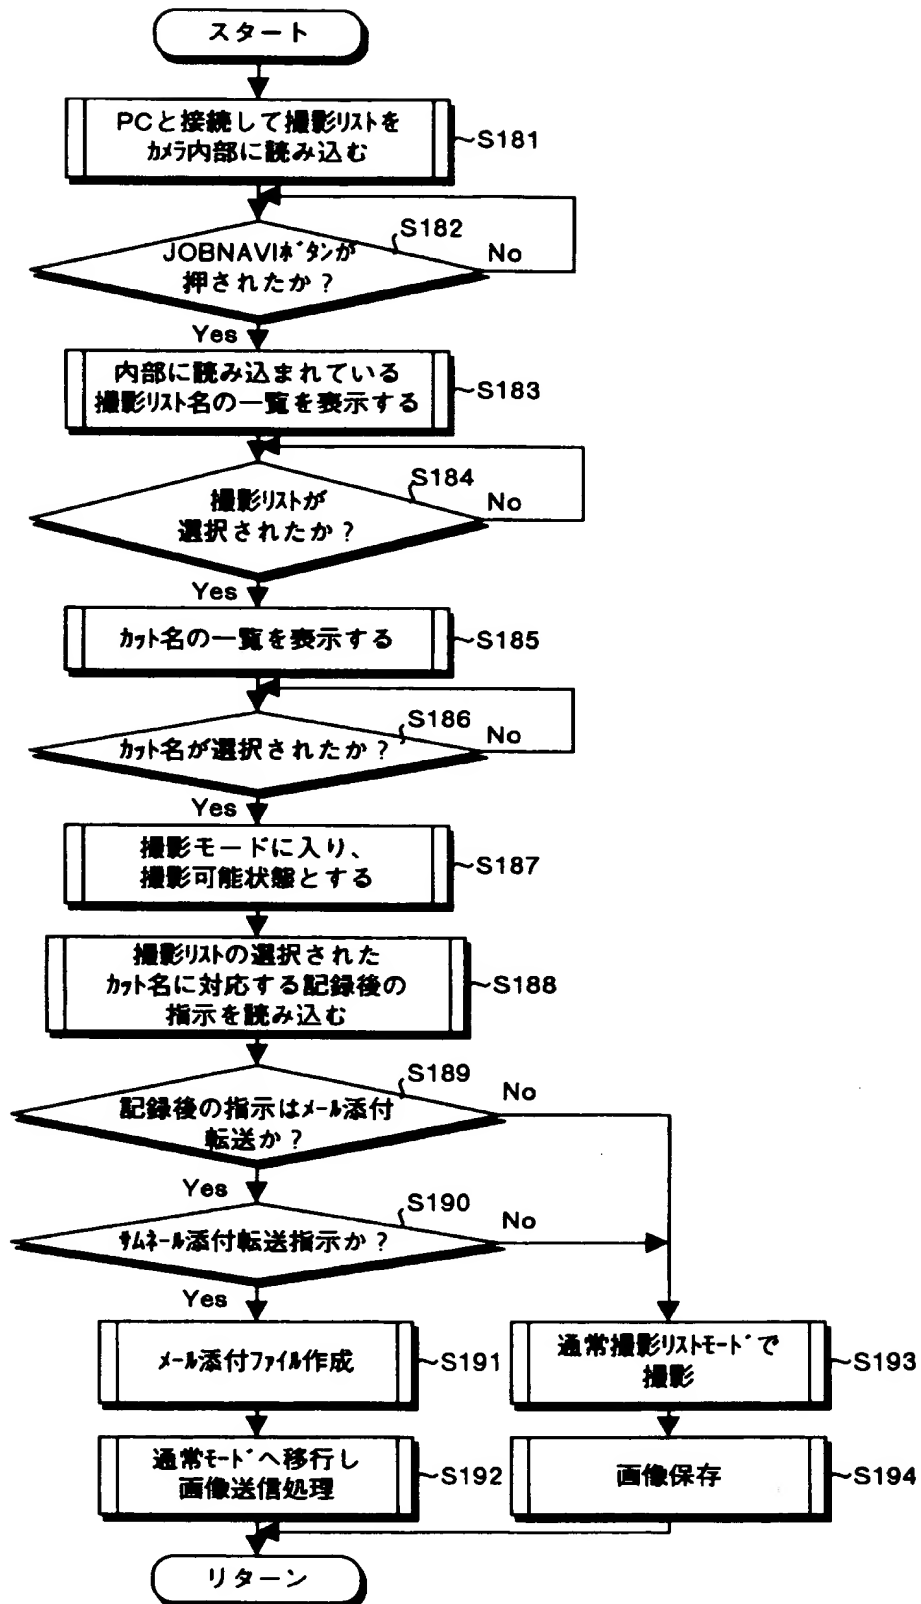 スタート
PCと接続して撮影リストを
ｶﾒﾗ内部に読み込む
S181
S182
JOBNAVIﾎﾞﾀﾝが
押されたか？
No
Yes
内部に読み込まれている
撮影ﾘｽﾄ名の一覧を表示する
S183
S184
撮影ﾘｽﾄが
選択されたか？
No
Yes
ｶｯﾄ名の一覧を表示する
S185
S186
ｶｯﾄ名が選択されたか？
No
Yes
撮影モードに入り、
撮影可能状態とする
S187
撮影ﾘｽﾄの選択された
ｶｯﾄ名に対応する記録後の
指示を読み込む
S188
S189
記録後の指示はﾒｰﾙ添付
転送か？
No
Yes
S190
ｻﾑﾈｰﾙ添付転送指示か？
No
Yes
ﾒｰﾙ添付ﾌｧｲﾙ作成
S191
通常撮影ﾘｽﾄﾓｰﾄﾞで
撮影
S193
通常ﾓｰﾄﾞへ移行し
画像送信処理
S192
画像保存
S194
リターン